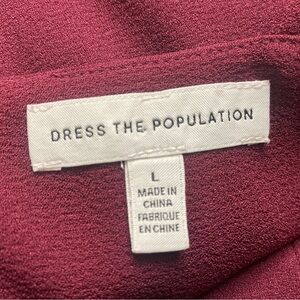 DRESS THE POPULATION
L
MADE IN
CHINA
FABRIQUE
EN CHINE